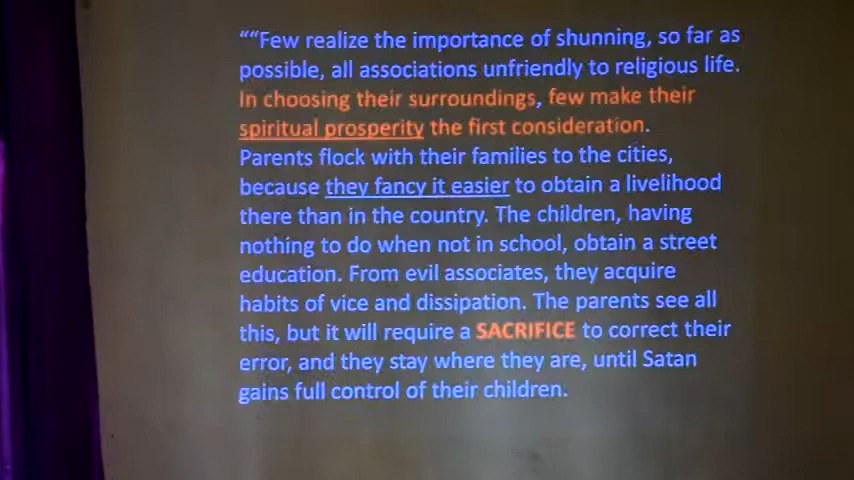 ““Few realize the importance of shunning, so far as
possible, all associations unfriendly to religious life.
In choosing their surroundings, few make their
spiritual prosperity the first consideration.
Parents flock with their families to the cities,
because they fancy it easier to obtain a livelihood
there than in the country. The children, having
nothing to do when not in school, obtain a street
education. From evil associates, they acquire
habits of vice and dissipation. The parents see all
this, but it will require a SACRIFICE to correct their
error, and they stay where they are, until Satan
gains full control of their children.